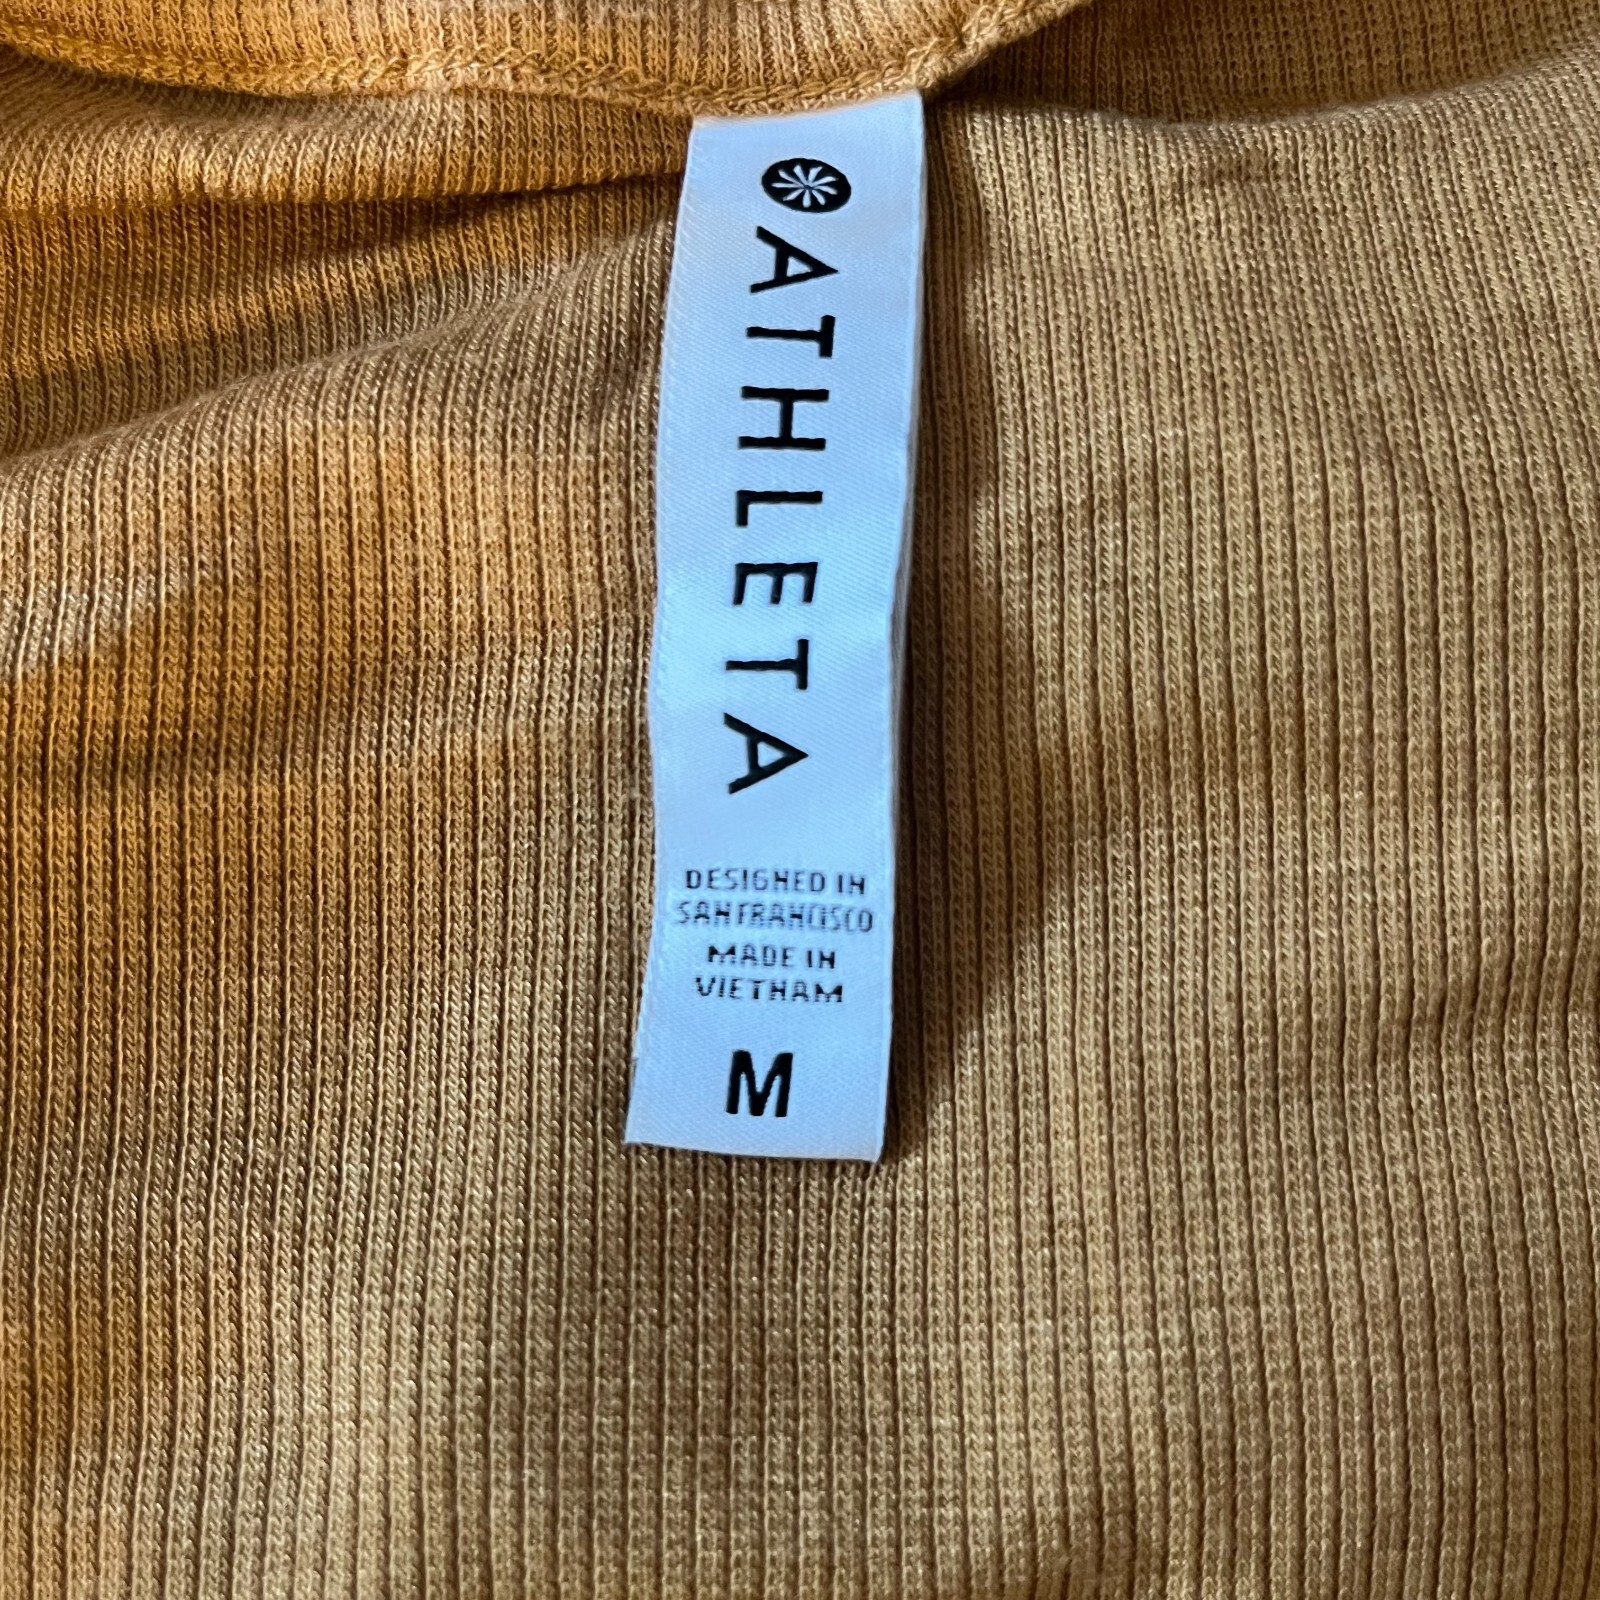 ATHLETA
DESIGNED IN
SAN FRANCISCO
MADE IN
VIETNAM
M